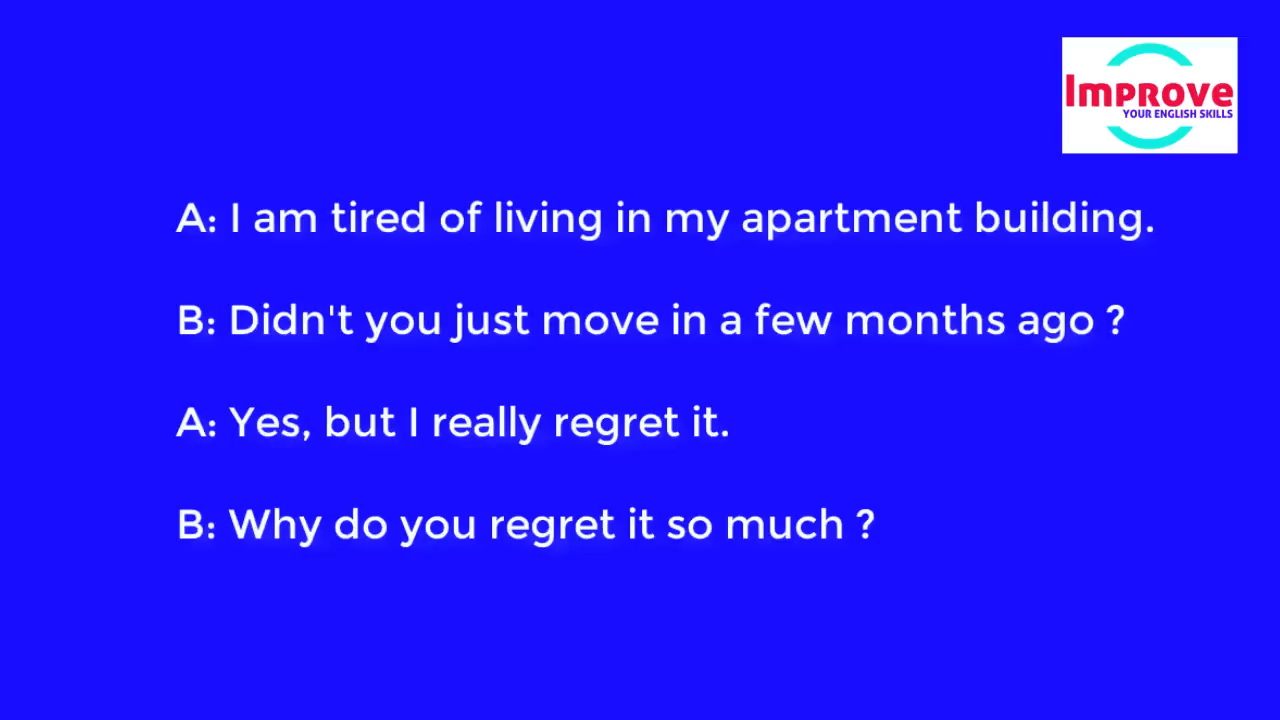 Improve
YOUR ENGLISH SKILLS
A: I am tired of living in my apartment building.
B: Didn't you just move in a few months ago ?
A: Yes, but I really regret it.
B: Why do you regret it so much ?